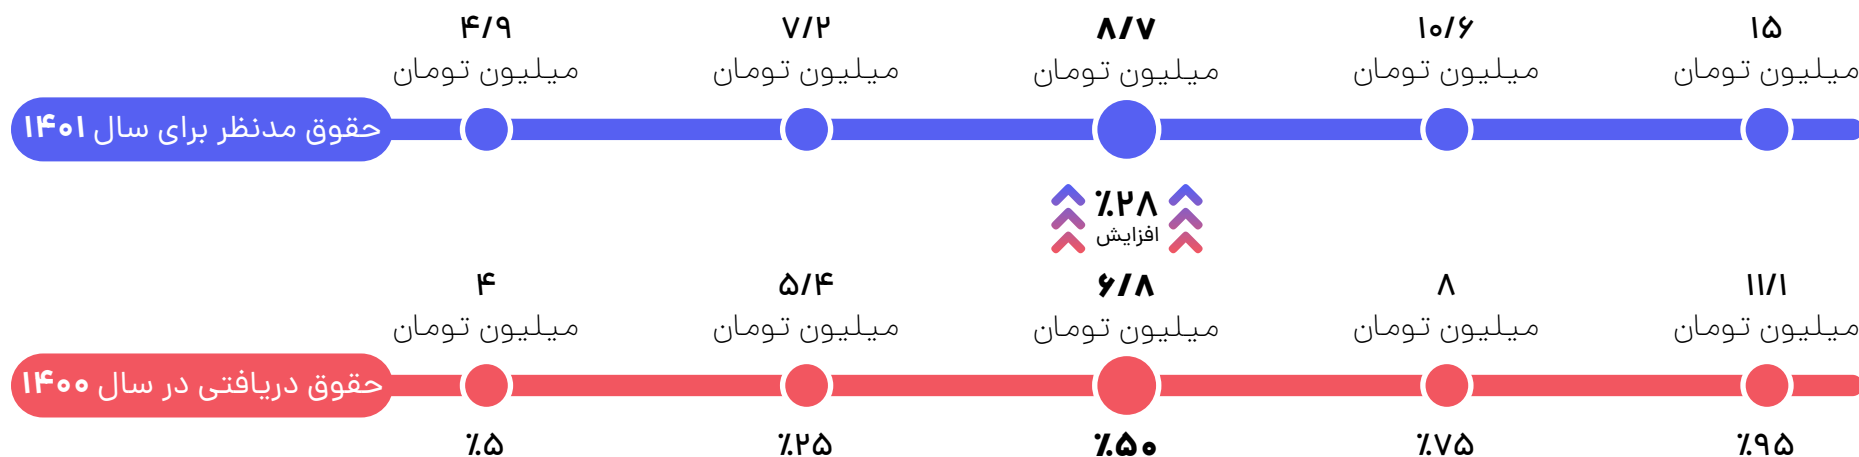 ۴/۹
میلیون تومان
۷/۲
میلیون تومان
۸/۷
میلیون تومان
۱۰/۶
میلیون تومان
۱۵
میلیون تومان
حقوق مدنظر برای سال ۱۴۰۱
٪۲۸
افزایش
۴
میلیون تومان
۵/۴
میلیون تومان
۶/۸
میلیون تومان
۸
میلیون تومان
۱۱/۱
میلیون تومان
حقوق دریافتی در سال ۱۴۰۰
٪۵
٪۲۵
٪۵۰
٪۷۵
٪۹۵